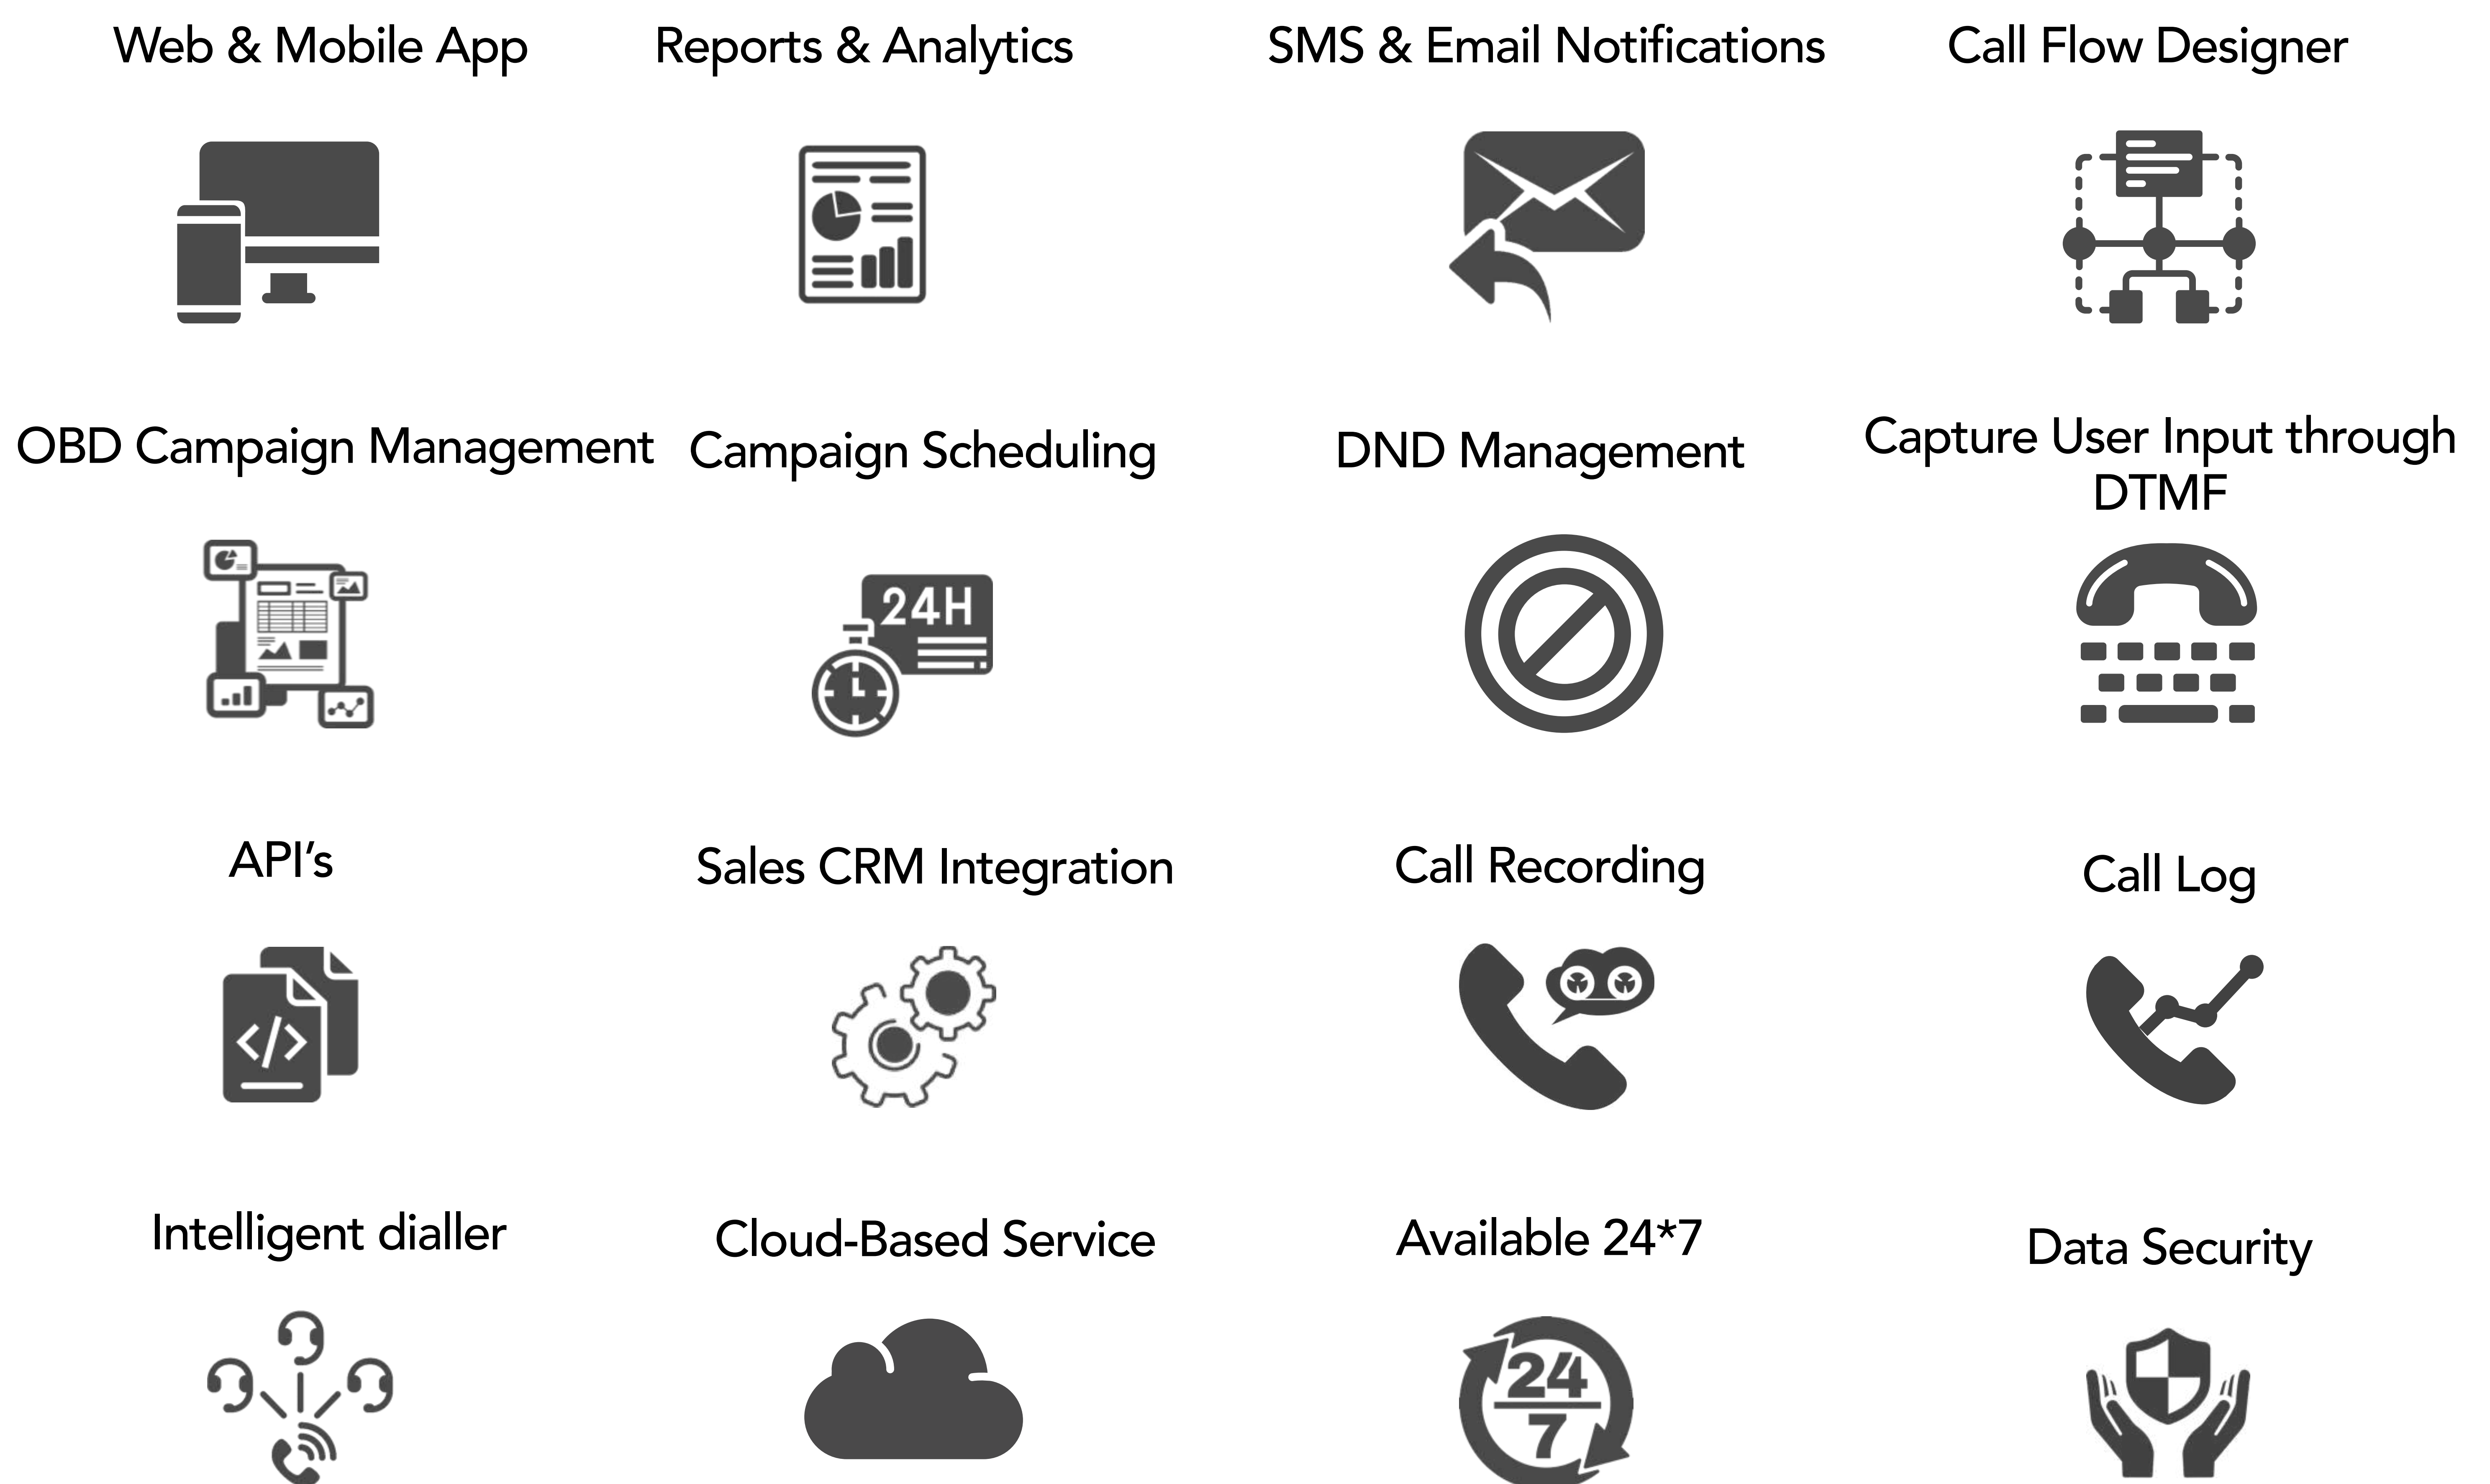 Web & Mobile App
Reports & Analytics
SMS & Email Notifications
Call Flow Designer
OBD Campaign Management
Campaign Scheduling
DND Management
Capture User Input through
DTMF
24H
API's
Sales CRM Integration
Call Recording
Call Log
</>
Intelligent dialler
Cloud-Based Service
Available 24*7
Data Security
24
7